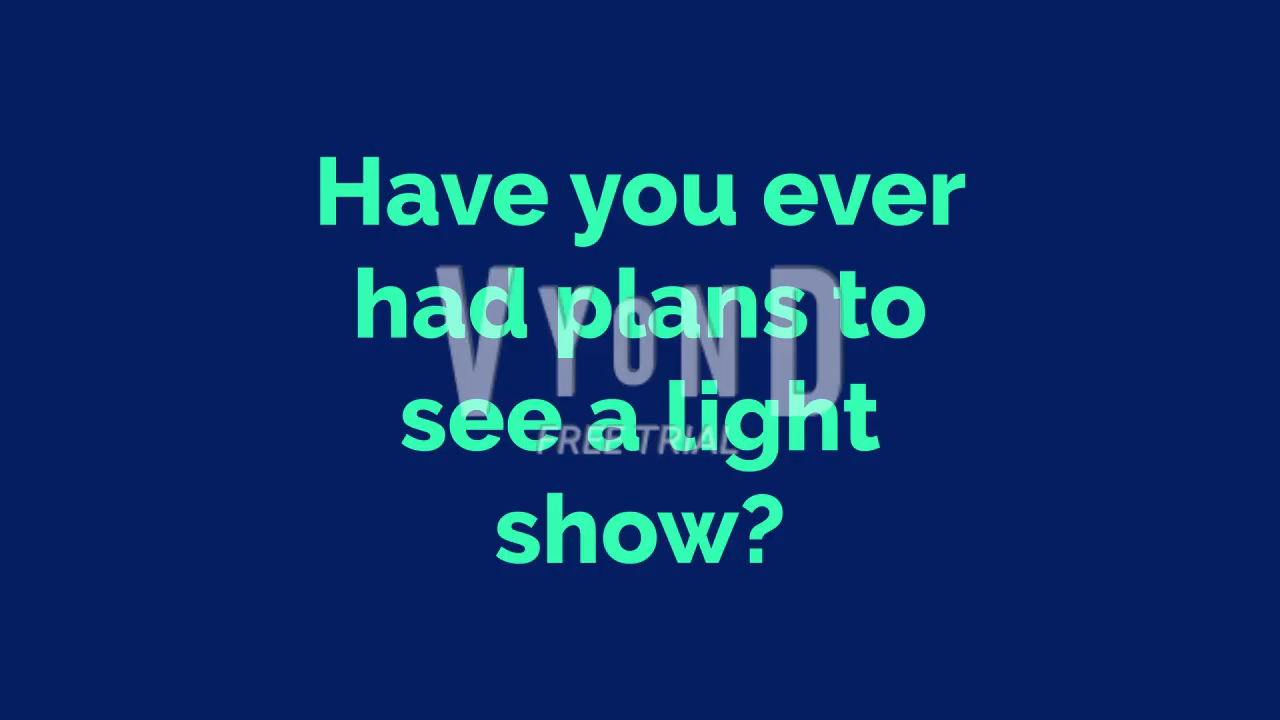 Have you ever
had plans to
VYOND
see a light
FREE TRIAL
show?